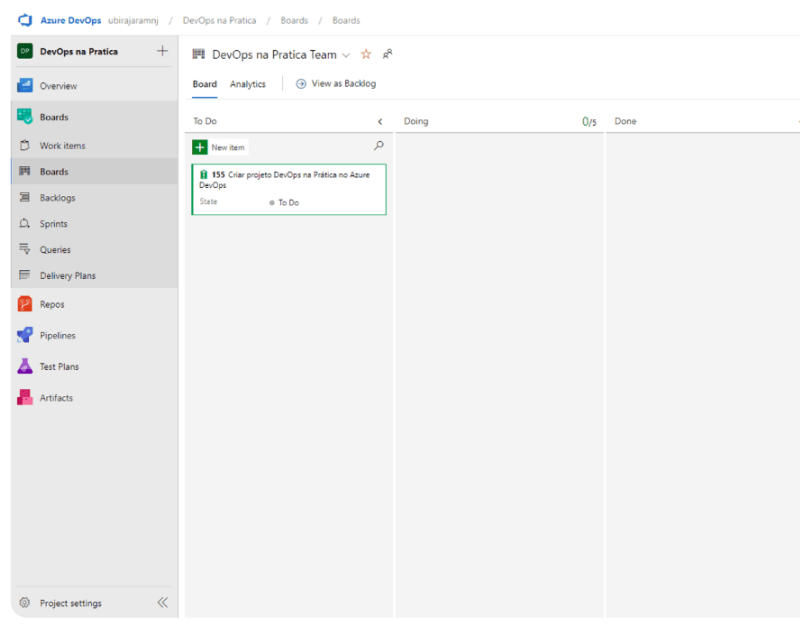 Azure DevOps ubirajaramnj / DevOps na Pratica / Boards / Boards
DP DevOps na Pratica
Overview
Boards
Work items
Boards
Backlogs
Sprints
Queries
Delivery Plans
Repos
Pipelines
Test Plans
Artifacts
Project settings
DevOps na Pratica Team
Board Analytics View as Backlog
To Do
New item
155 Criar projeto DevOps na Prática no Azure
DevOps
State To Do
Doing 0/5
Done